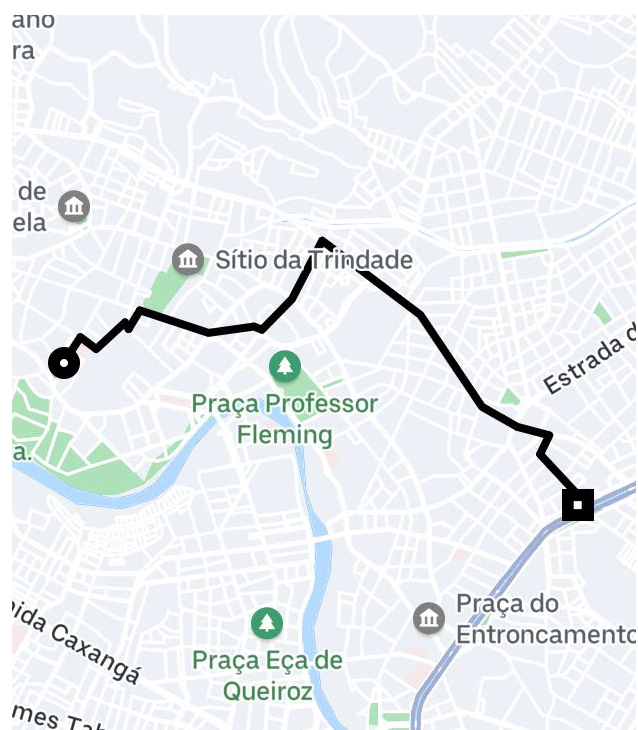 ano
ra
de
ela
Sítio da Trindade
Estrada d
Praça Professor
Fleming
a.
Praça do
Entroncamento
ida Caxangá
Praça Eça de
Queiroz
mes Tab